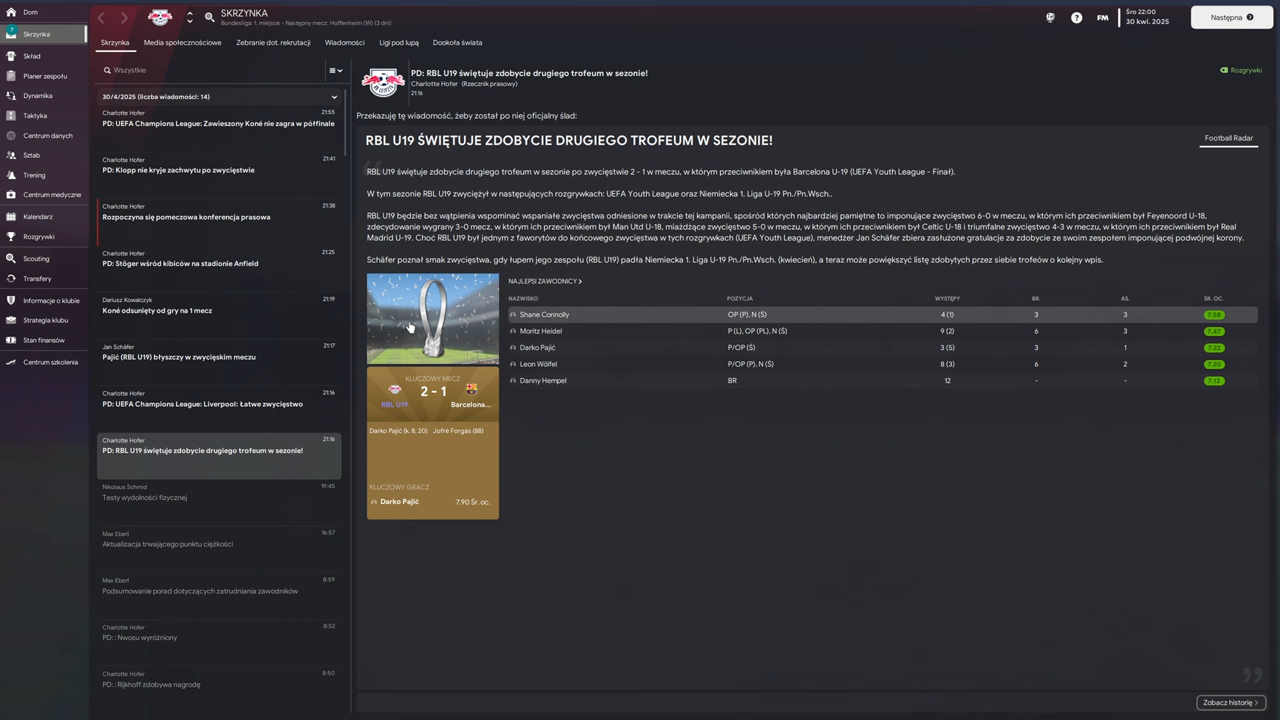 Dom
Skrzynka
Skład
Planer zespołu
Dynamika
Taktyka
Centrum danych
Sztab
Trening
Centrum medyczne
Kalendarz
Rozgrywki
Scouting
Transfery
Informacje o klubie
Strategia klubu
Stan finansów
Centrum szkolenia
7
SKRZYNKA
Bundesliga: 1. miejsce - Następny mecz: Hoffenheim (W) (3 dni)
FM
Śro 22:00
30 kwi. 2025
Następna
Skrzynka
Media społecznościowe
Zebranie dot. rekrutacji
Wiadomości
Ligi pod lupą
Dookoła świata
Wszystkie
30/4/2025 (liczba wiadomości: 14)
Charlotte Hofer 21:55
PD: UEFA Champions League: Zawieszony Koné nie zagra w półfinale
Charlotte Hofer 21:41
PD: Klopp nie kryje zachwytu po zwycięstwie
Charlotte Hofer 21:38
Rozpoczyna się pomeczowa konferencja prasowa
Charlotte Hofer 21:25
PD: Stöger wśród kibiców na stadionie Anfield
Dariusz Kowalczyk 21:19
Koné odsunięty od gry na 1 mecz
Jan Schäfer 21:17
Pajić (RBL U19) błyszczy w zwycięskim meczu
Charlotte Hofer 21:16
PD: UEFA Champions League: Liverpool: Łatwe zwycięstwo
Charlotte Hofer 21:16
PD: RBL U19 świętuje zdobycie drugiego trofeum w sezonie!
Nikolaus Schmid 19:45
Testy wydolności fizycznej
Max Eberl 16:57
Aktualizacja trwającego punktu ciężkości
Max Eberl 8:59
Podsumowanie porad dotyczących zatrudniania zawodników
Charlotte Hofer 8:52
PD: : Nwosu wyróżniony
Charlotte Hofer 8:50
PD: : Rijkhoff zdobywa nagrodę
PD: RBL U19 świętuje zdobycie drugiego trofeum w sezonie!
Charlotte Hofer (Rzecznik prasowy)
21:16
Rozgrywki
Przekazuję tę wiadomość, żeby został po niej oficjalny ślad:
RBL U19 ŚWIĘTUJE ZDOBYCIE DRUGIEGO TROFEUM W SEZONIE!
Football Radar
RBL U19 świętuje zdobycie drugiego trofeum w sezonie po zwycięstwie 2 - 1 w meczu, w którym przeciwnikiem była Barcelona U-19 (UEFA Youth League - Finał).
W tym sezonie RBL U19 zwyciężył w następujących rozgrywkach: UEFA Youth League oraz Niemiecka 1. Liga U-19 Pn./Pn.Wsch..
RBL U19 będzie bez wątpienia wspominać wspaniałe zwycięstwa odniesione w trakcie tej kampanii, spośród których najbardziej pamiętne to imponujące zwycięstwo 6-0 w meczu, w którym ich przeciwnikiem był Feyenoord U-18,
zdecydowanie wygrany 3-0 mecz, w którym ich przeciwnikiem był Man Utd U-18, miażdżące zwycięstwo 5-0 w meczu, w którym ich przeciwnikiem był Celtic U-18 i triumfalne zwycięstwo 4-3 w meczu, w którym ich przeciwnikiem był Real
Madrid U-19. Choć RBL U19 był jednym z faworytów do końcowego zwycięstwa w tych rozgrywkach (UEFA Youth League), menedżer Jan Schäfer zbiera zasłużone gratulacje za zdobycie ze swoim zespołem imponującej podwójnej korony.
Schäfer poznał smak zwycięstwa, gdy łupem jego zespołu (RBL U19) padła Niemiecka 1. Liga U-19 Pn./Pn.Wsch. (kwiecień), a teraz może powiększyć listę zdobytych przez siebie trofeów o kolejny wpis.
NAJLEPSI ZAWODNICY
NAZWISKO POZYCJA WYSTĘPY BR. AS. ŚR. OC.
Shane Connolly OP (P), N (Ś) 4 (1) 3 3 7.58
Moritz Heidel P (L), OP (PL), N (Ś) 9 (2) 6 3 7.47
Darko Pajić P/OP (Ś) 3 (5) 3 1 7.22
Leon Wölfel P/OP (P), N (Ś) 8 (3) 6 2 7.20
Danny Hempel BR 12 - - 7.12
KLUCZOWY MECZ
2 - 1
RBL U19 Barcelona...
Darko Pajić (k. 8, 20) Jofré Forgàs (88)
KLUCZOWY GRACZ
Darko Pajić 7.90 Śr. oc.
Zobacz historię